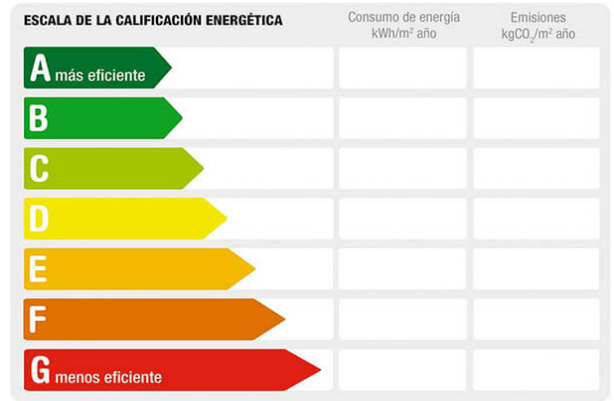 ESCALA DE LA CALIFICACIÓN ENERGÉTICA
Consumo de energía
kWh/m² año
Emisiones
kgCO₂/m² año
A más eficiente
B
C
D
E
F
G menos eficiente